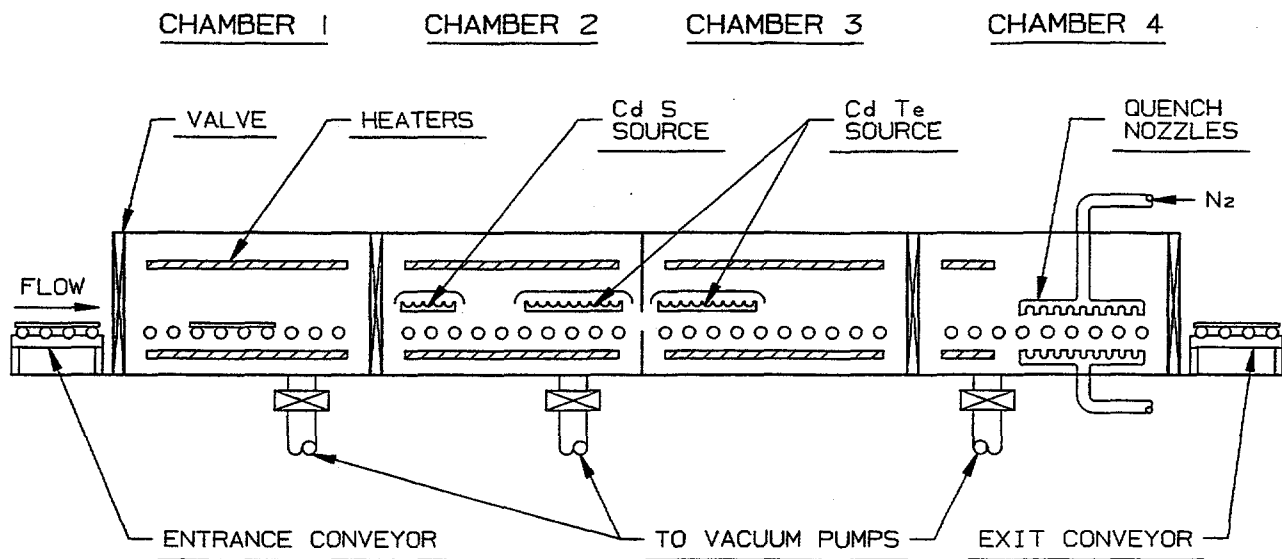 CHAMBER 1
CHAMBER 2
CHAMBER 3
CHAMBER 4
VALVE
HEATERS
Cd S
SOURCE
Cd Te
SOURCE
QUENCH
NOZZLES
N2
FLOW
ENTRANCE CONVEYOR
TO VACUUM PUMPS
EXIT CONVEYOR